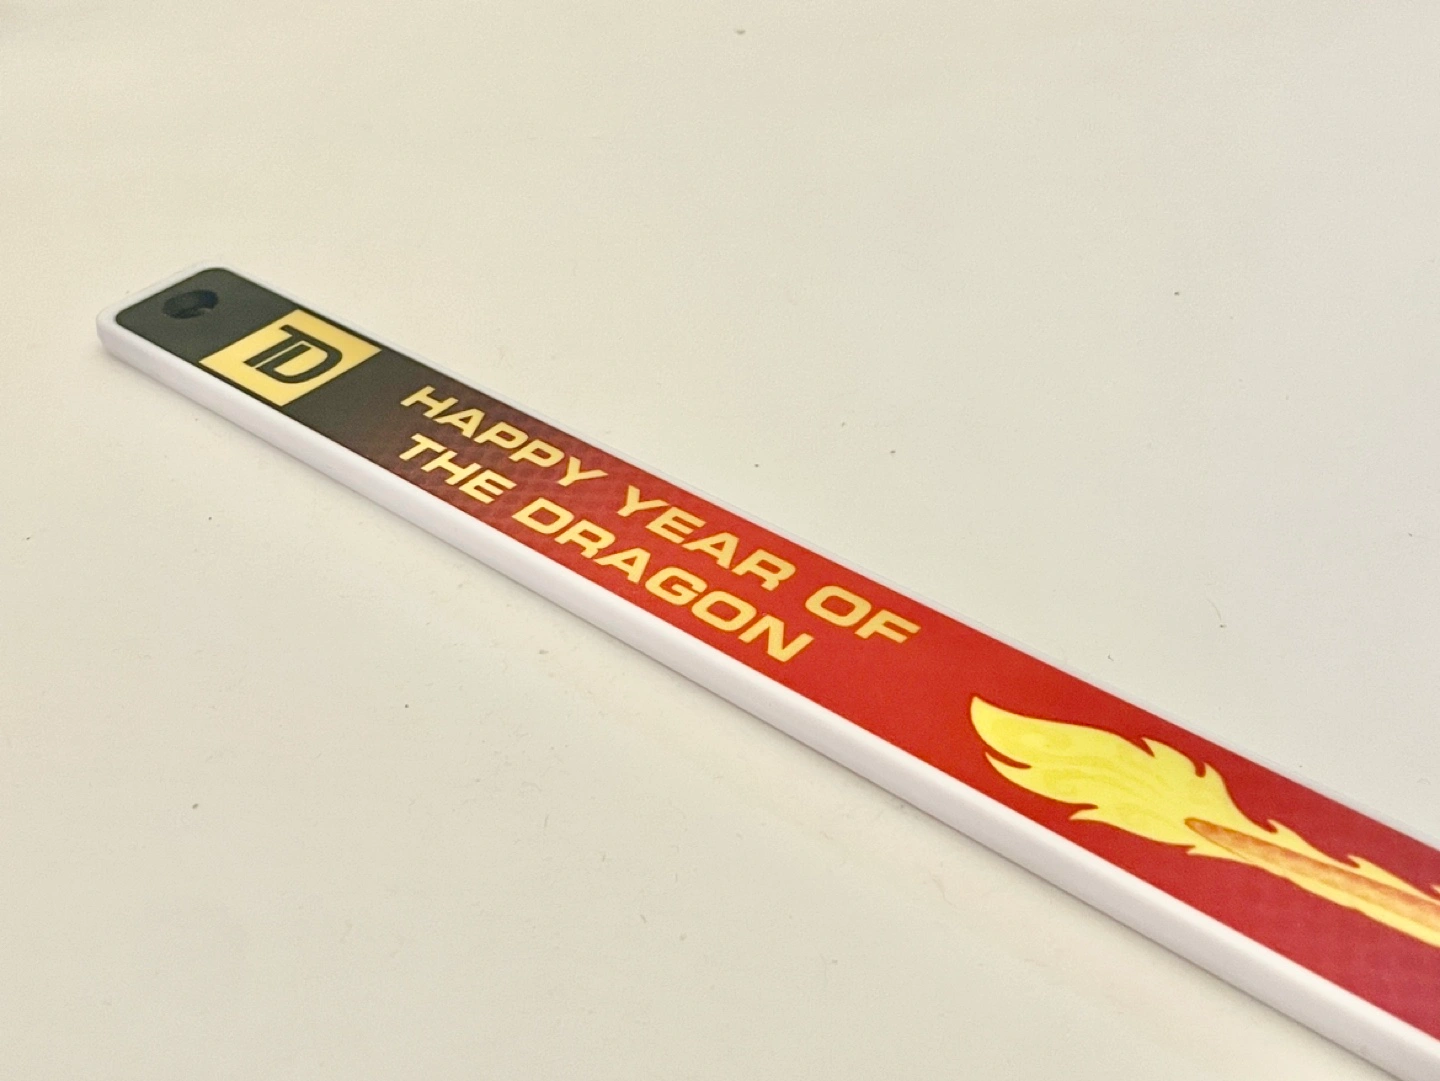 TD
HAPPY YEAR OF
THE DRAGON